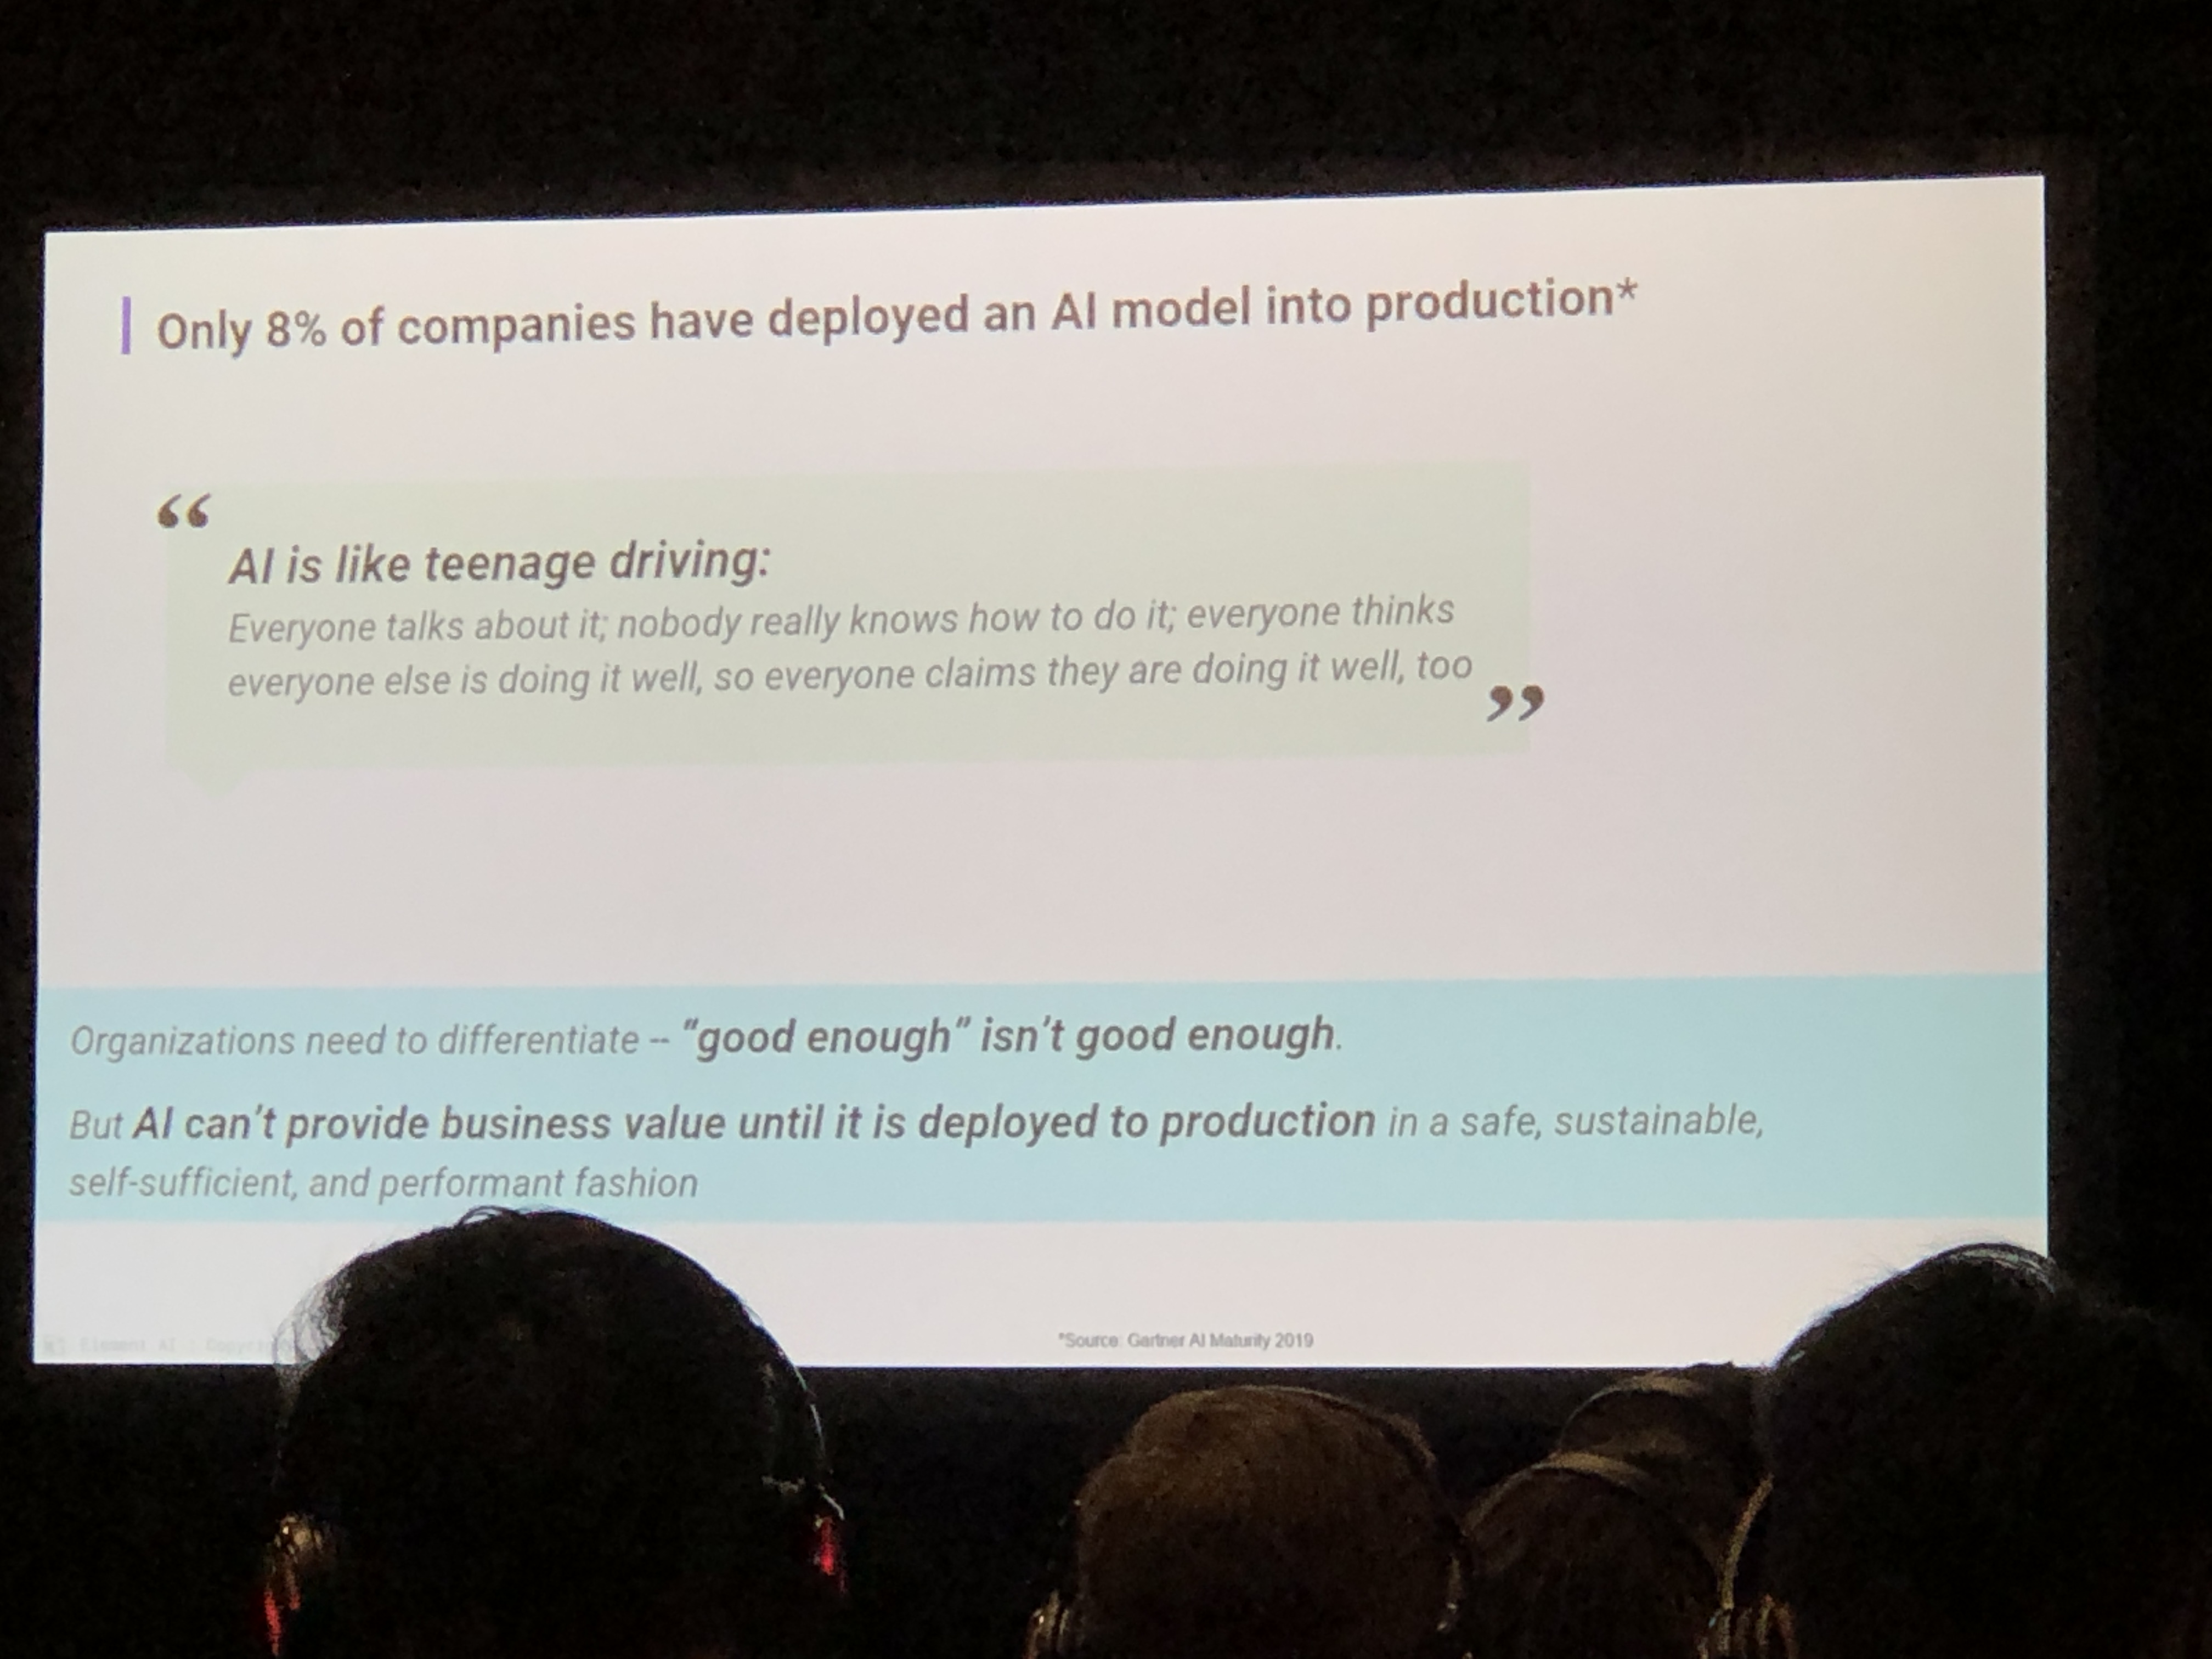 Only 8% of companies have deployed an AI model into production*
“
AI is like teenage driving:
Everyone talks about it; nobody really knows how to do it; everyone thinks
everyone else is doing it well, so everyone claims they are doing it well, too
”
Organizations need to differentiate -- "good enough" isn't good enough.
But AI can't provide business value until it is deployed to production in a safe, sustainable,
self-sufficient, and performant fashion
Element AI
*Source: Gartner AI Maturity 2019